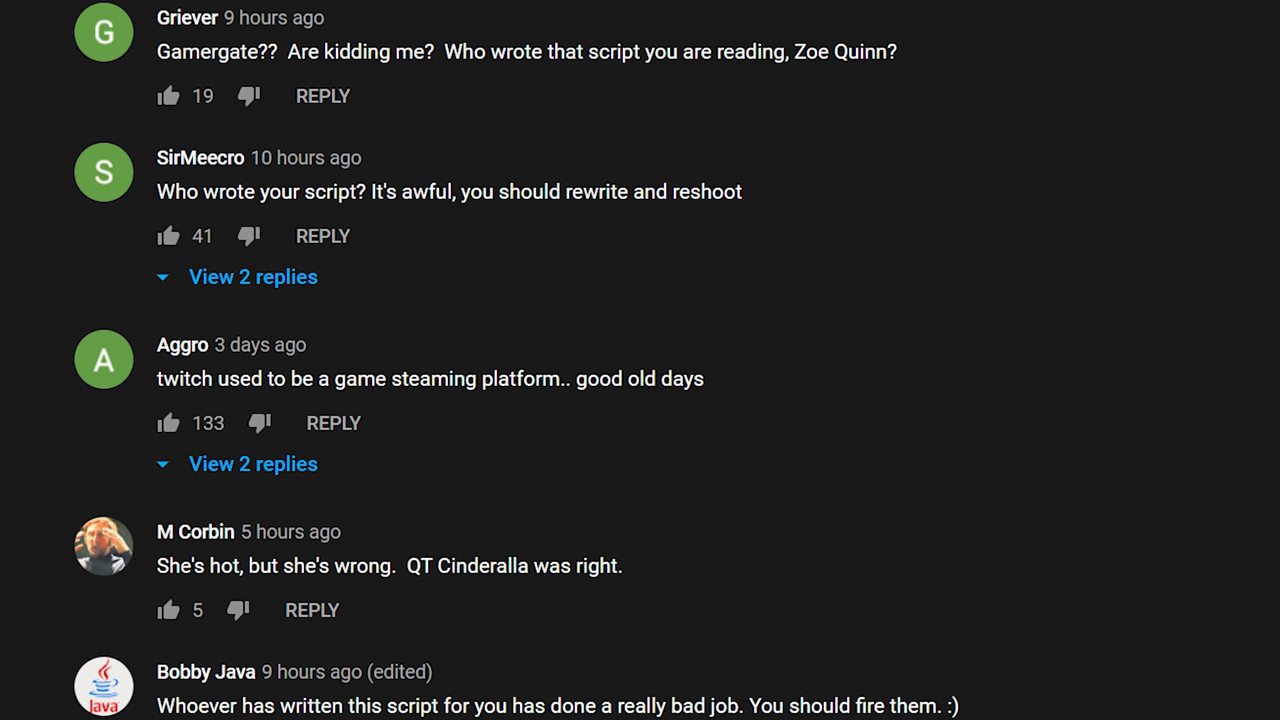 G
Griever 9 hours ago
Gamergate?? Are kidding me? Who wrote that script you are reading, Zoe Quinn?
19 REPLY
S
SirMeecro 10 hours ago
Who wrote your script? It's awful, you should rewrite and reshoot
41 REPLY
View 2 replies
A
Aggro 3 days ago
twitch used to be a game steaming platform.. good old days
133 REPLY
View 2 replies
M Corbin 5 hours ago
She's hot, but she's wrong. QT Cinderalla was right.
5 REPLY
Java
Bobby Java 9 hours ago (edited)
Whoever has written this script for you has done a really bad job. You should fire them. :)